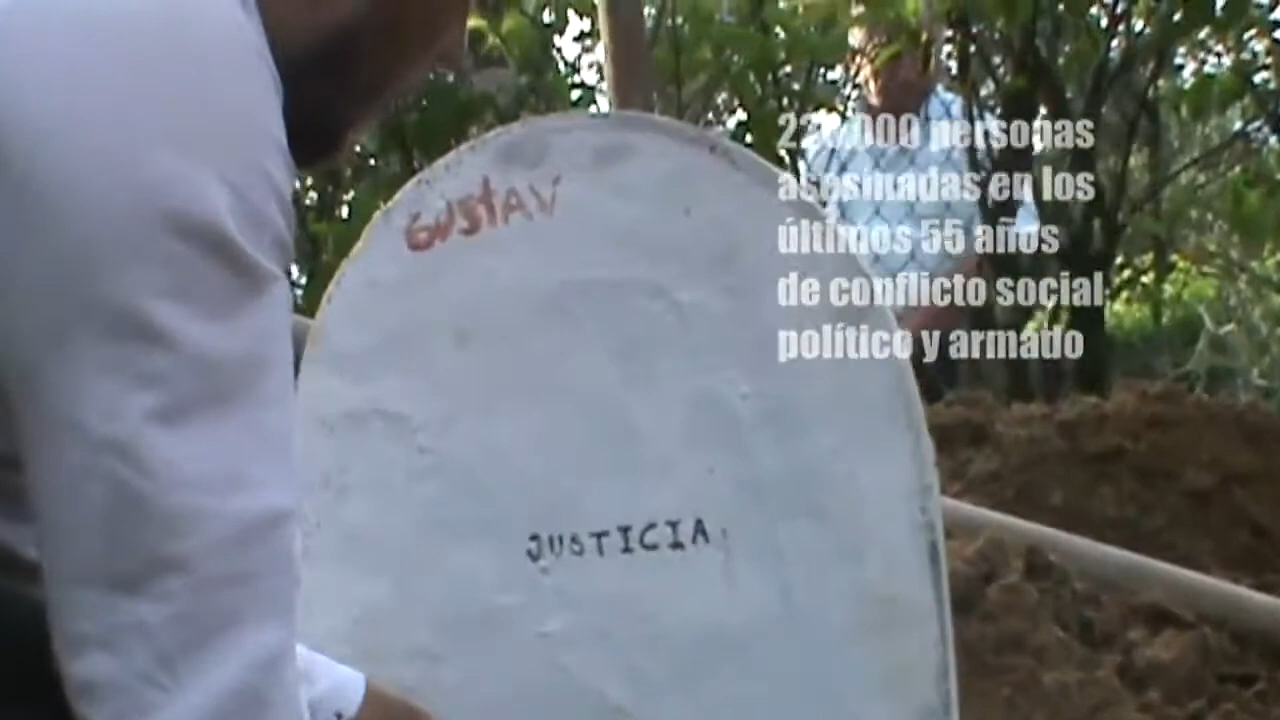 GUSTAV
JUSTICIA
personas
asesinadas en los
últimos 55 años
de conflicto social
político y armado